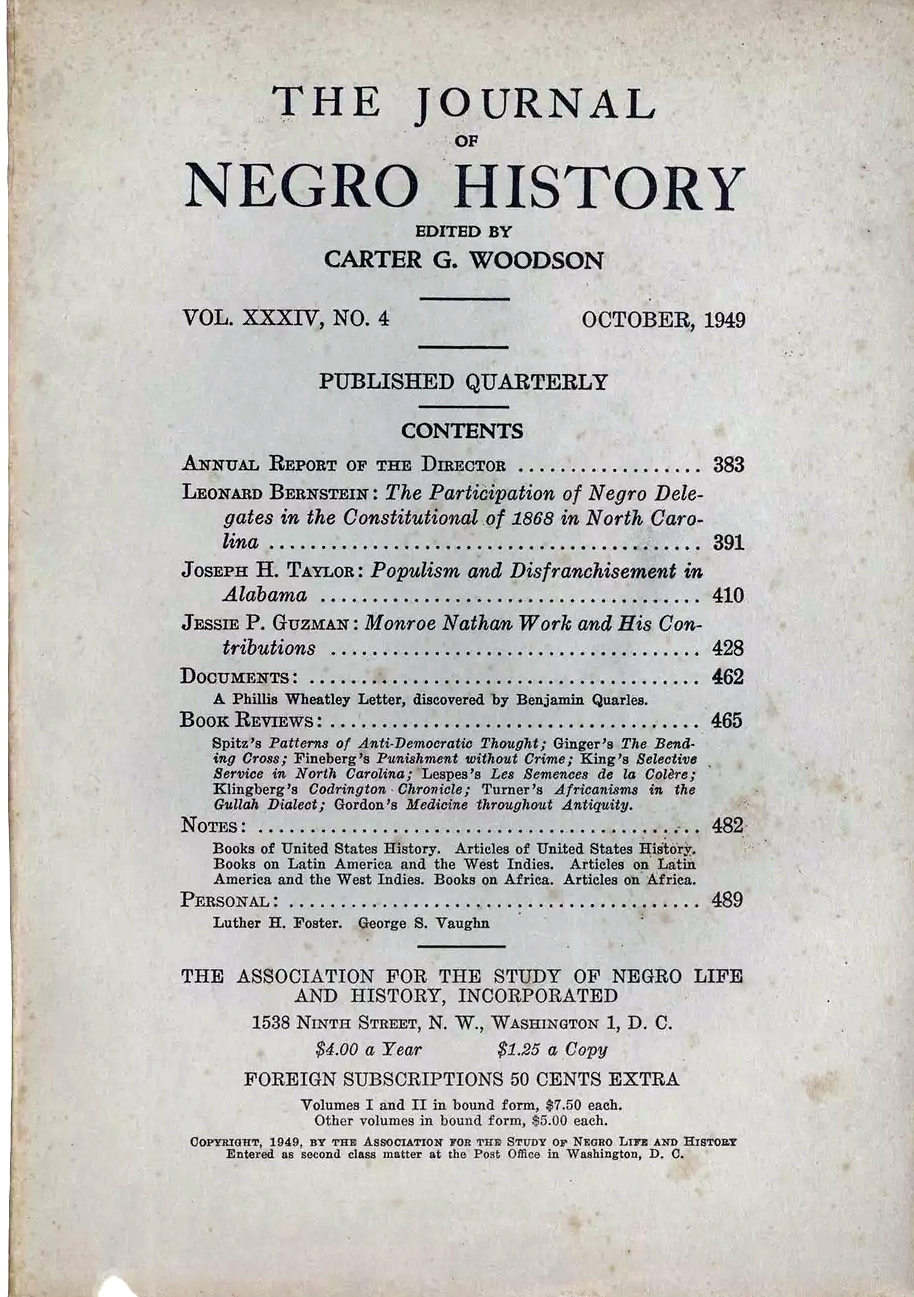 THE JOURNAL
OF
NEGRO HISTORY
EDITED BY
CARTER G. WOODSON
VOL. XXXIV, NO. 4 OCTOBER, 1949
PUBLISHED QUARTERLY
CONTENTS
ANNUAL REPORT OF THE DIRECTOR .................. 383
LEONARD BERNSTEIN: The Participation of Negro Dele-
gates in the Constitutional of 1868 in North Caro-
lina .......................................... 391
JOSEPH H. TAYLOR: Populism and Disfranchisement in
Alabama ..................................... 410
JESSIE P. GUZMAN: Monroe Nathan Work and His Con-
tributions .................................... 428
DOCUMENTS: ...................................... 462
A Phillis Wheatley Letter, discovered by Benjamin Quarles.
BOOK REVIEWS: .................................... 465
Spitz's Patterns of Anti-Democratic Thought; Ginger's The Bend-
ing Cross; Fineberg's Punishment without Crime; King's Selective
Service in North Carolina; Lespes's Les Semences de la Colère;
Klingberg's Codrington Chronicle; Turner's Africanisms in the
Gullah Dialect; Gordon's Medicine throughout Antiquity.
NOTES: ........................................... 482
Books of United States History. Articles of United States History.
Books on Latin America and the West Indies. Articles on Latin
America and the West Indies. Books on Africa. Articles on Africa.
PERSONAL: ........................................ 489
Luther H. Foster. George S. Vaughn
THE ASSOCIATION FOR THE STUDY OF NEGRO LIFE
AND HISTORY, INCORPORATED
1538 NINTH STREET, N. W., WASHINGTON 1, D. C.
$4.00 a Year $1.25 a Copy
FOREIGN SUBSCRIPTIONS 50 CENTS EXTRA
Volumes I and II in bound form, $7.50 each.
Other volumes in bound form, $5.00 each.
COPYRIGHT, 1949, BY THE ASSOCIATION FOR THE STUDY OF NEGRO LIFE AND HISTORY
Entered as second class matter at the Post Office in Washington, D. C.